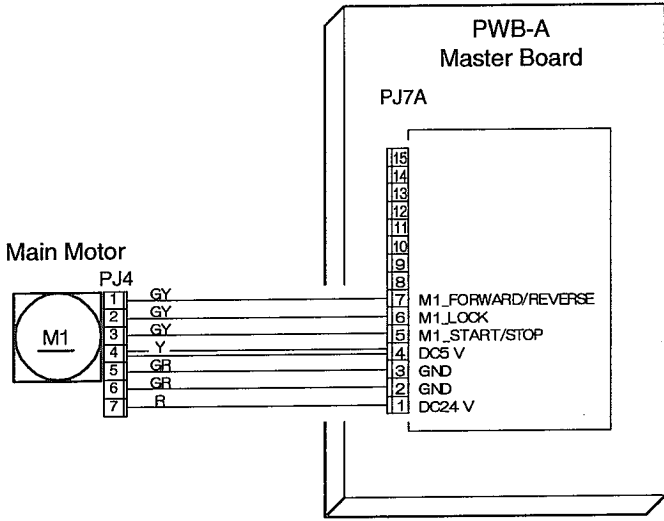 PWB-A
Master Board
PJ7A
15
14
13
12
11
10
9
8
7 M1_FORWARD/REVERSE
6 M1_LOCK
5 M1_START/STOP
4 DC5 V
3 GND
2 GND
1 DC24 V
Main Motor
PJ4
M1
1 GY
2 Y
3 GY
4 Y
5 GR
6 GR
7 R